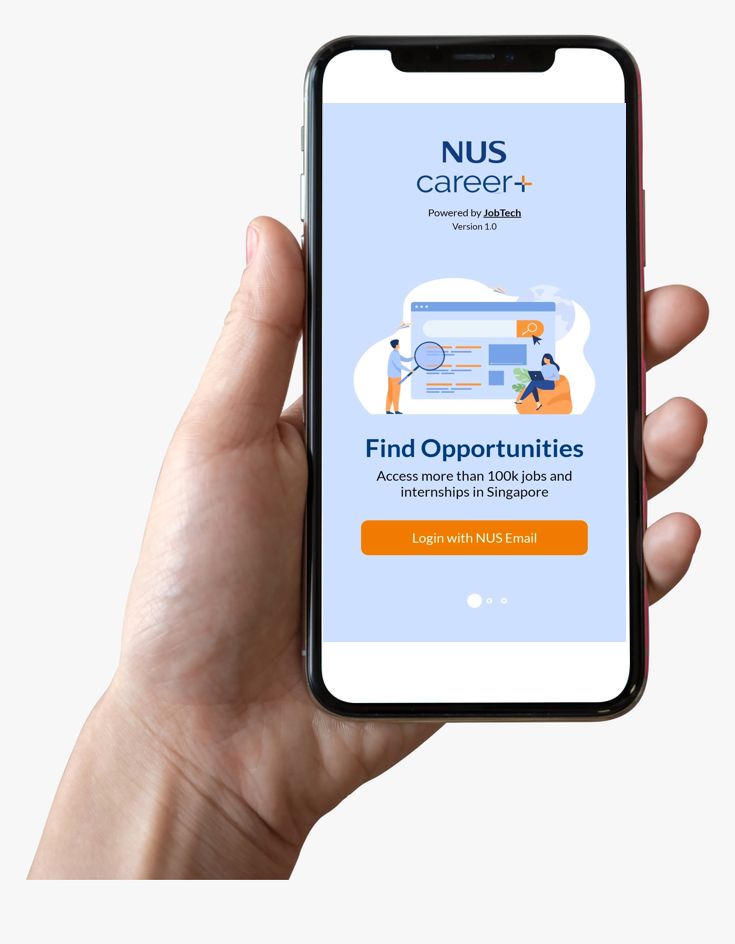 NUS
career+
Powered by JobTech
Version 1.0
Find Opportunities
Access more than 100k jobs and
internships in Singapore
Login with NUS Email